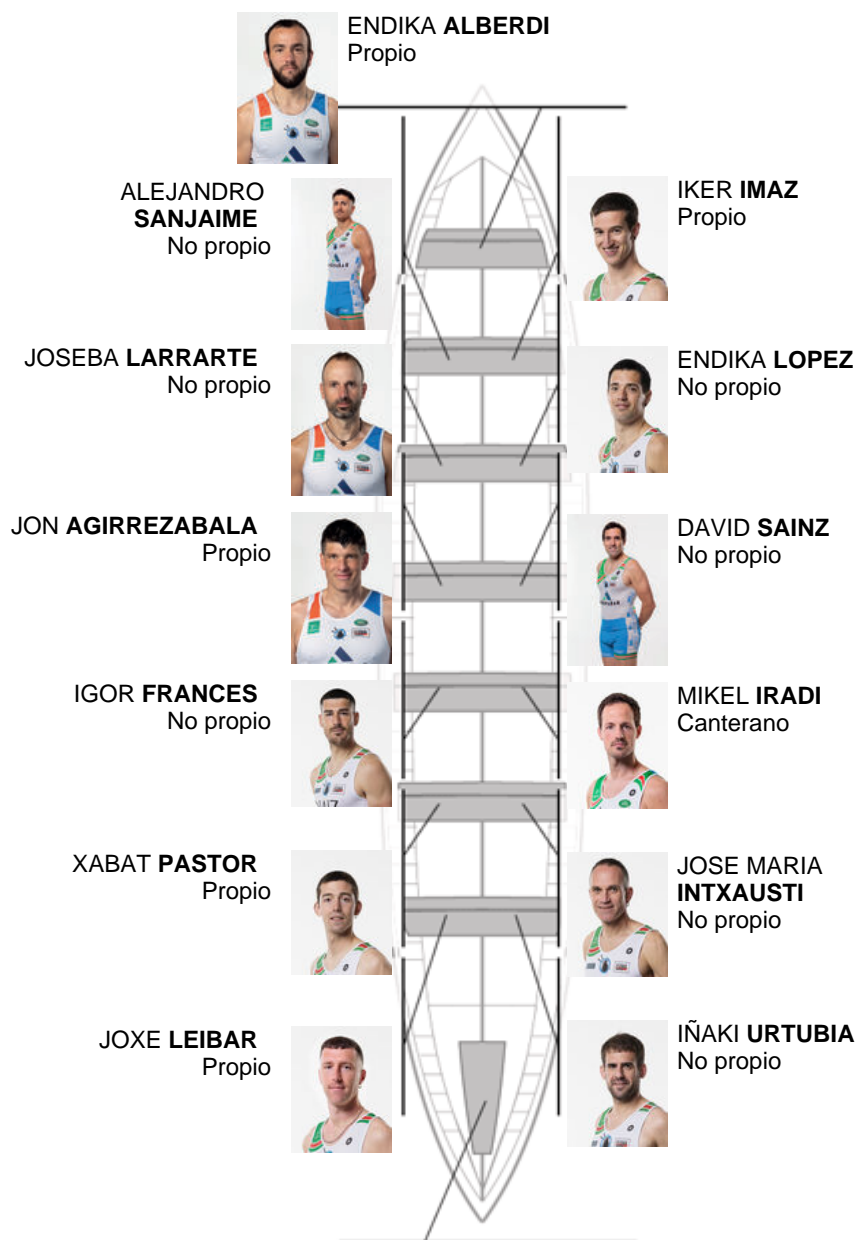 ENDIKA ALBERDI
Propio
ALEJANDRO
SANJAIME
No propio
IKER IMAZ
Propio
JOSEBA LARRARTE
No propio
ENDIKA LOPEZ
No propio
JON AGIRREZABALA
Propio
DAVID SAINZ
No propio
IGOR FRANCES
No propio
MIKEL IRADI
Canterano
XABAT PASTOR
Propio
JOSE MARIA
INTXAUSTI
No propio
JOXE LEIBAR
Propio
IÑAKI URTUBIA
No propio